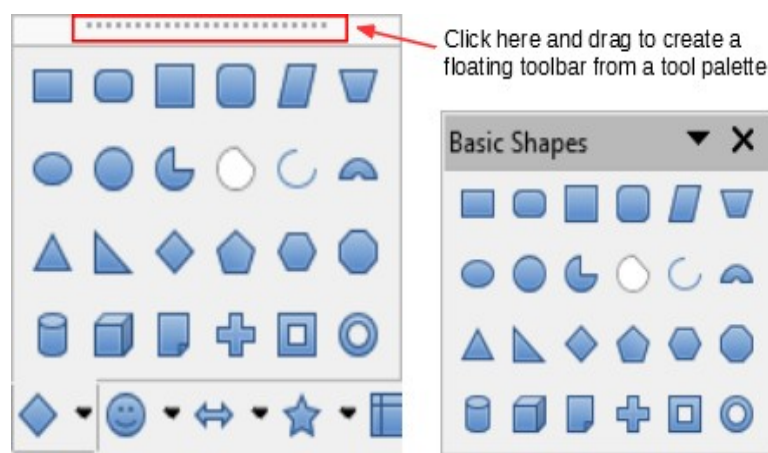 Click here and drag to create a
floating toolbar from a tool palette
Basic Shapes